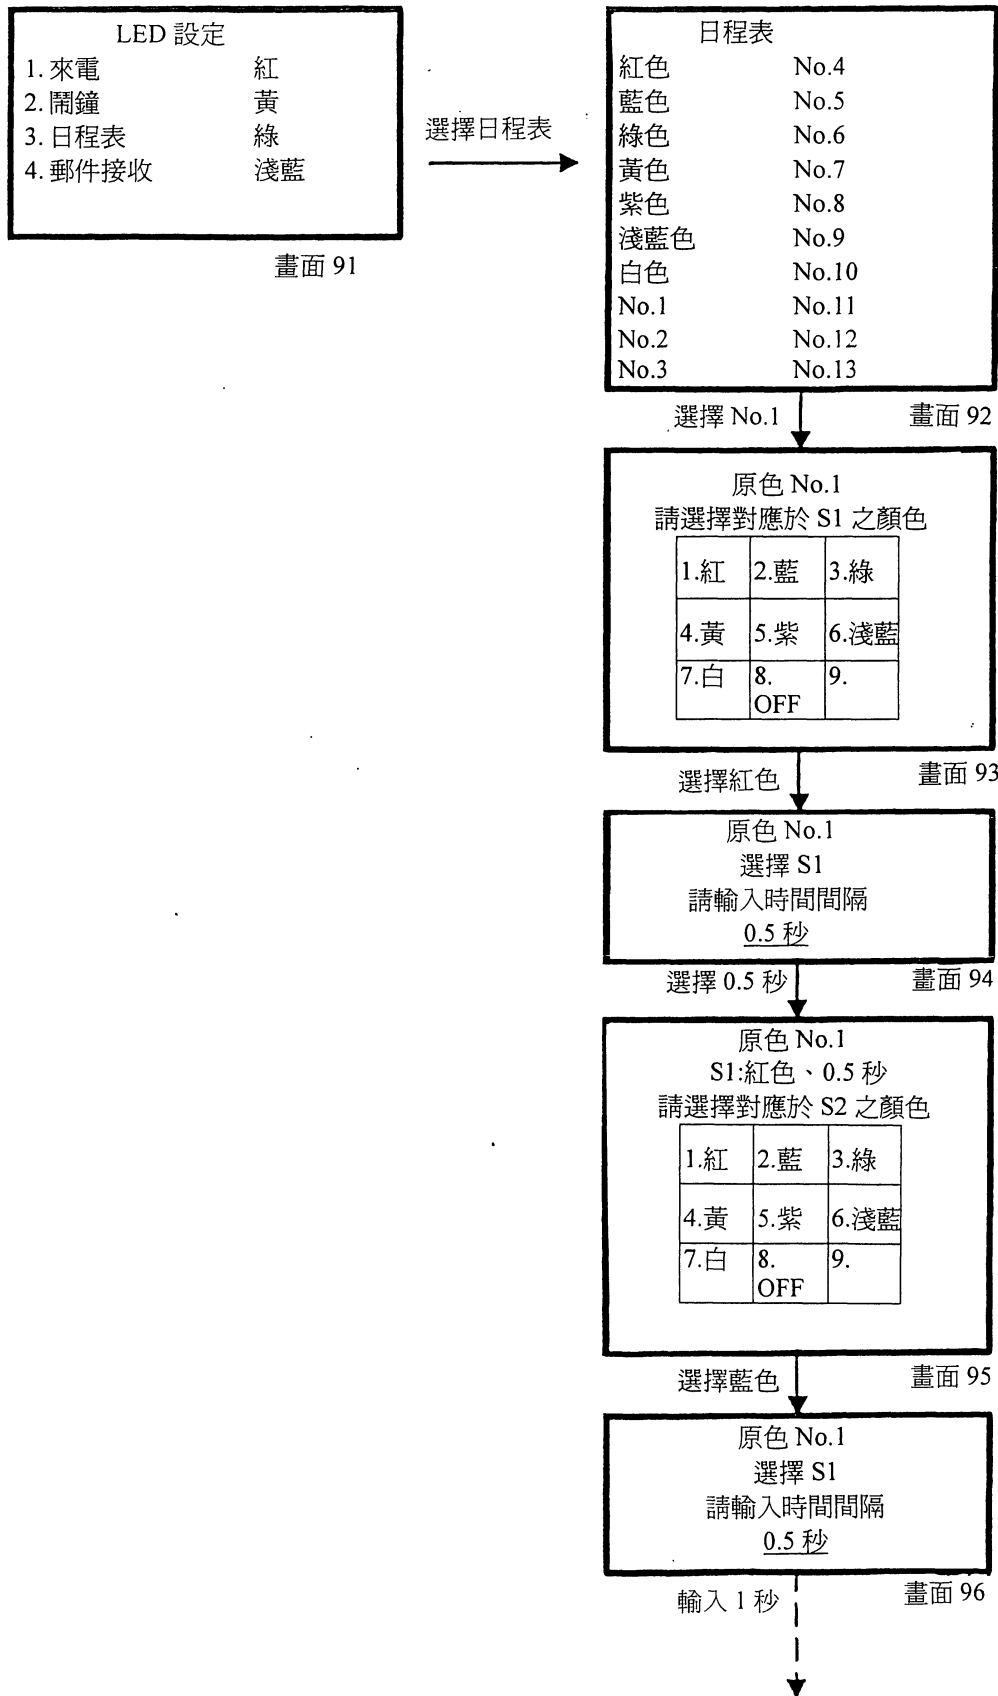 LED 設定
1. 來電 紅
2. 鬧鐘 黃
3. 日程表 綠
4. 郵件接收 淺藍
畫面 91
選擇日程表
日程表
紅色 No.4
藍色 No.5
綠色 No.6
黃色 No.7
紫色 No.8
淺藍色 No.9
白色 No.10
No.1 No.11
No.2 No.12
No.3 No.13
選擇 No.1 畫面 92
原色 No.1
請選擇對應於 S1 之顏色
1.紅 2.藍 3.綠
4.黃 5.紫 6.淺藍
7.白 8. 9.
OFF
選擇紅色 畫面 93
原色 No.1
選擇 S1
請輸入時間間隔
0.5 秒
選擇 0.5 秒 畫面 94
原色 No.1
S1:紅色、0.5 秒
請選擇對應於 S2 之顏色
1.紅 2.藍 3.綠
4.黃 5.紫 6.淺藍
7.白 8. 9.
OFF
選擇藍色 畫面 95
原色 No.1
選擇 S1
請輸入時間間隔
0.5 秒
輸入 1 秒 畫面 96